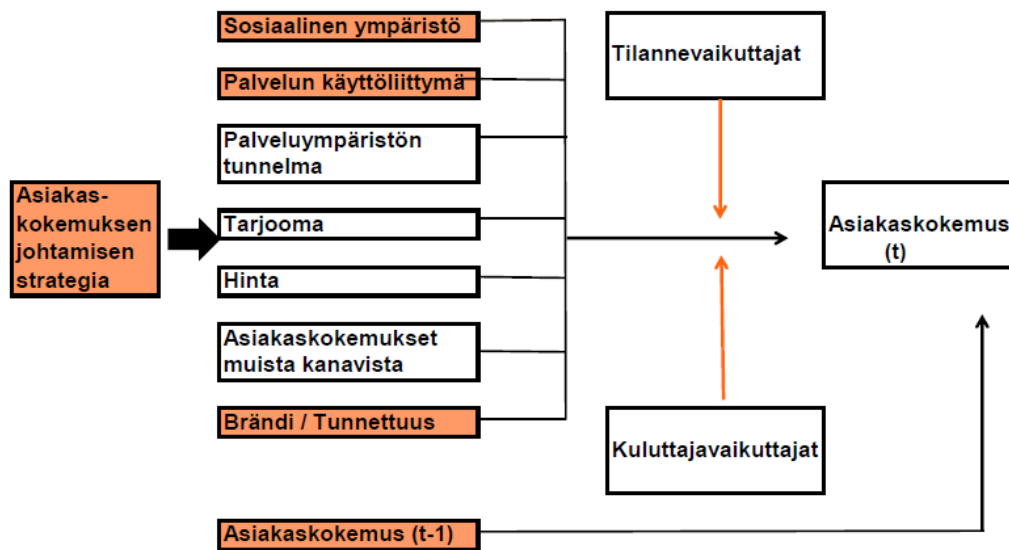 Sosiaalinen ympäristö
Palvelun käyttöliittymä
Palveluympäristön
tunnelma
Asiakas-
kokemuksen
johtamisen
strategia
Tarjooma
Hinta
Asiakaskokemukset
muista kanavista
Brändi / Tunnettuus
Asiakaskokemus (t-1)
Tilannevaikuttajat
Kuluttajavaikuttajat
Asiakaskokemus
(t)